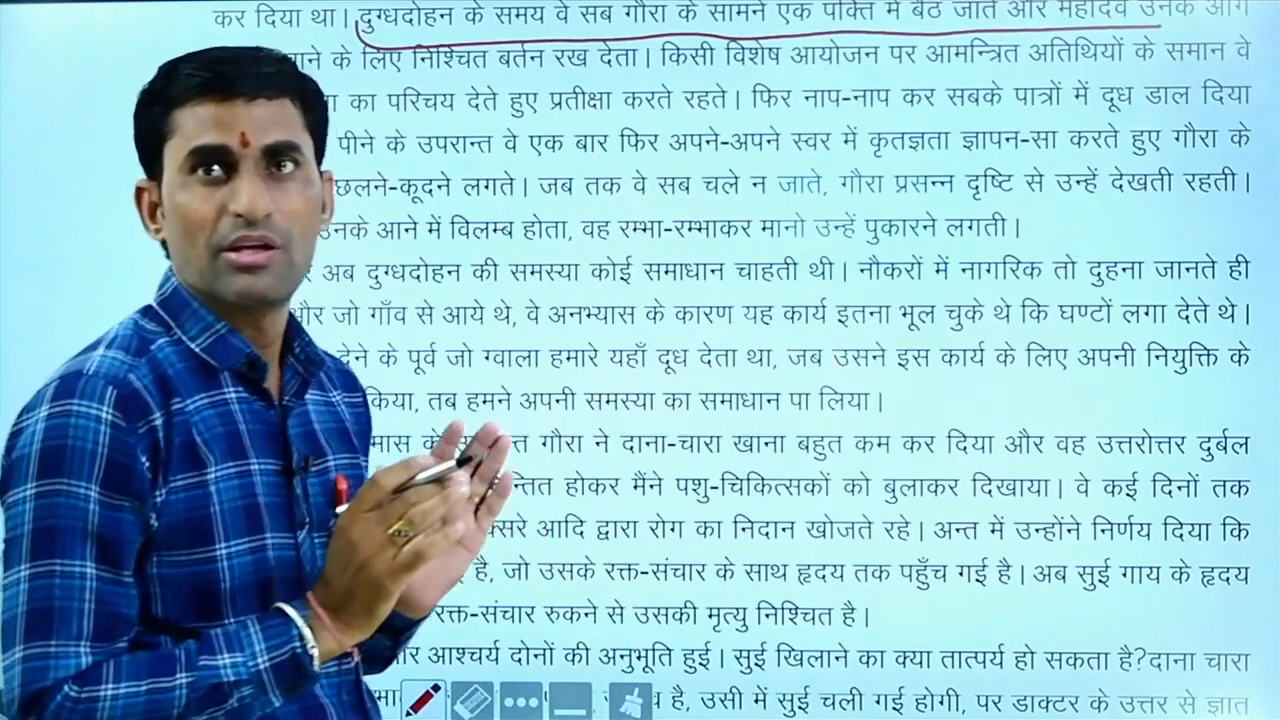 कर दिया था। दुग्धदोहन के समय वे सब गौरा के सामने एक पंक्ति में बैठ जाते और महादेव उनके आगे
के लिए निश्चित बर्तन रख देता। किसी विशेष आयोजन पर आमन्त्रित अतिथियों के समान वे
का परिचय देते हुए प्रतीक्षा करते रहते। फिर नाप-नाप कर सबके पात्रों में दूध डाल दिया
पीने के उपरान्त वे एक बार फिर अपने-अपने स्वर में कृतज्ञता ज्ञापन-सा करते हुए गौरा के
छलने-कूदने लगते। जब तक वे सब चले न जाते, गौरा प्रसन्न दृष्टि से उन्हें देखती रहती।
उनके आने में विलम्ब होता, वह रम्भा-रम्भाकर मानो उन्हें पुकारने लगती।
अब दुग्धदोहन की समस्या कोई समाधान चाहती थी। नौकरों में नागरिक तो दुहना जानते ही
और जो गाँव से आये थे, वे अनभ्यास के कारण यह कार्य इतना भूल चुके थे कि घण्टों लगा देते थे।
देने के पूर्व जो ग्वाला हमारे यहाँ दूध देता था, जब उसने इस कार्य के लिए अपनी नियुक्ति के
किया, तब हमने अपनी समस्या का समाधान पा लिया।
मास के गौरा ने दाना-चारा खाना बहुत कम कर दिया और वह उत्तरोत्तर दुर्बल
होकर मैंने पशु-चिकित्सकों को बुलाकर दिखाया। वे कई दिनों तक
क्सरे आदि द्वारा रोग का निदान खोजते रहे। अन्त में उन्होंने निर्णय दिया कि
है, जो उसके रक्त-संचार के साथ हृदय तक पहुँच गई है। अब सुई गाय के हृदय
रक्त-संचार रुकने से उसकी मृत्यु निश्चित है।
आश्चर्य दोनों की अनुभूति हुई। सुई खिलाने का क्या तात्पर्य हो सकता है?दाना चारा
है, उसी में सुई चली गई होगी, पर डाक्टर के उत्तर से ज्ञात